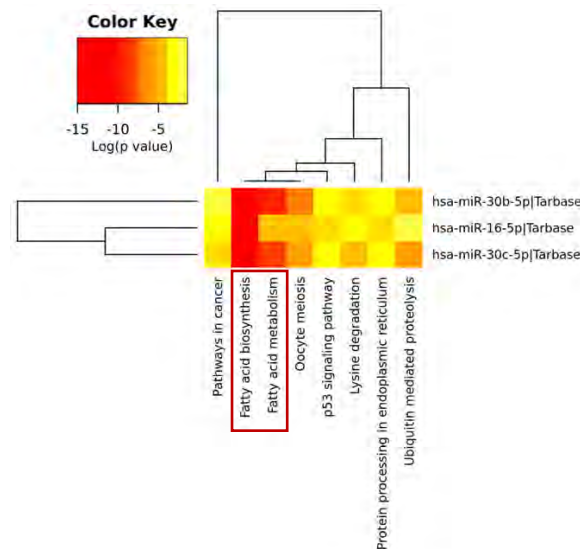 Color Key
-15 -10 -5
Log(p value)
hsa-miR-30b-5p|Tarbase
hsa-miR-16-5p|Tarbase
hsa-miR-30c-5p|Tarbase
Pathways in cancer
Fatty acid biosynthesis
Fatty acid metabolism
Oocyte meiosis
p53 signaling pathway
Lysine degradation
Protein processing in endoplasmic reticulum
Ubiquitin mediated proteolysis